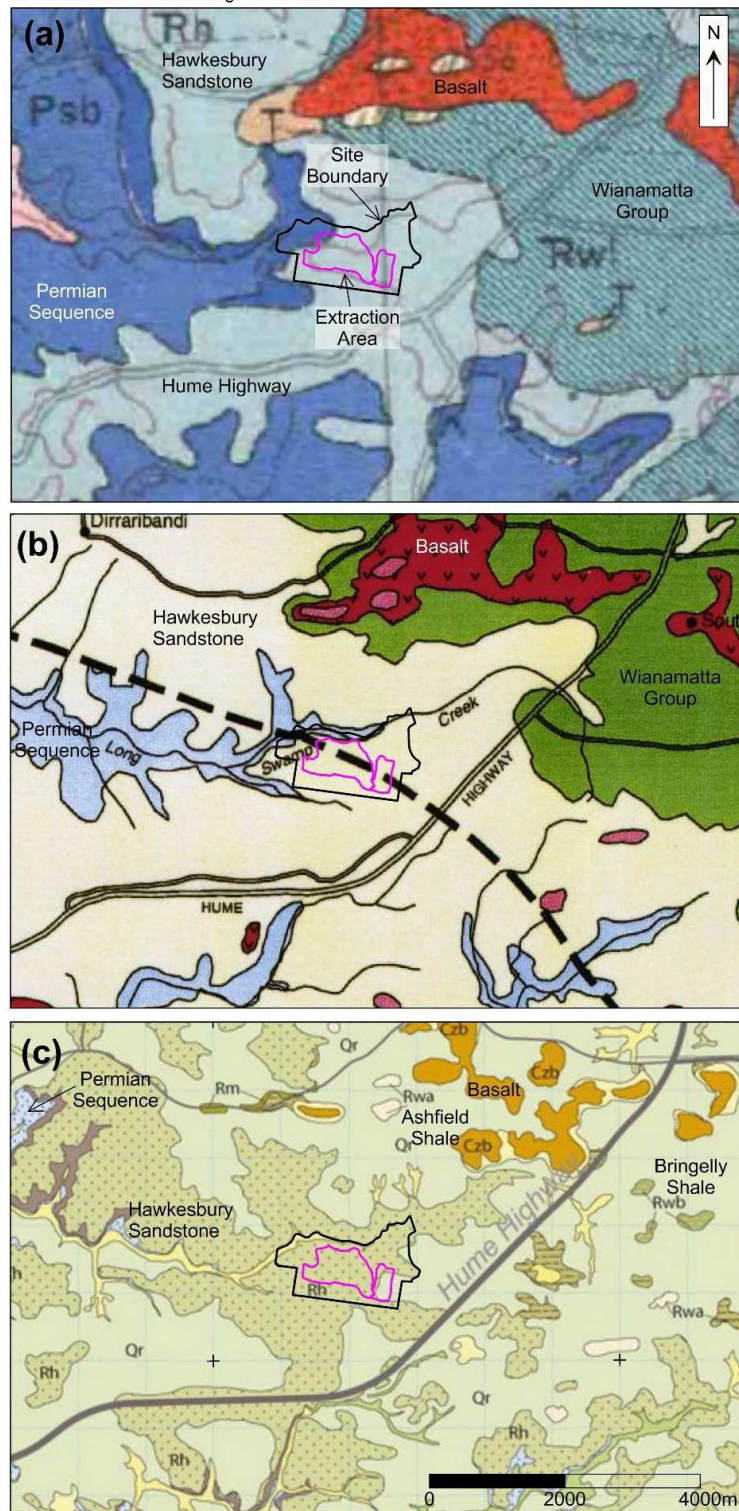 (a)
N
Rh
Hawkesbury
Sandstone
Basalt
Psb
T
Site
Boundary
Wianamatta
Group
Rw
T
Permian
Sequence
Extraction
Area
Hume Highway
(b)
Dirraribandi
Basalt
Hawkesbury
Sandstone
Sout
Wianamatta
Group
Permian
Sequence
Long
Swamp
Creek
HIGHWAY
HUME
(c)
Permian
Sequence
Qr
Rm
Czb
Czb
Basalt
Rwa
Ashfield
Shale
Qr
Czb
Bringelly
Shale
Rwb
Hawkesbury
Sandstone
Hume Highway
Rh
h
Rwa
Qr
Rh
Qr
Rh
Rh
0 2000 4000m